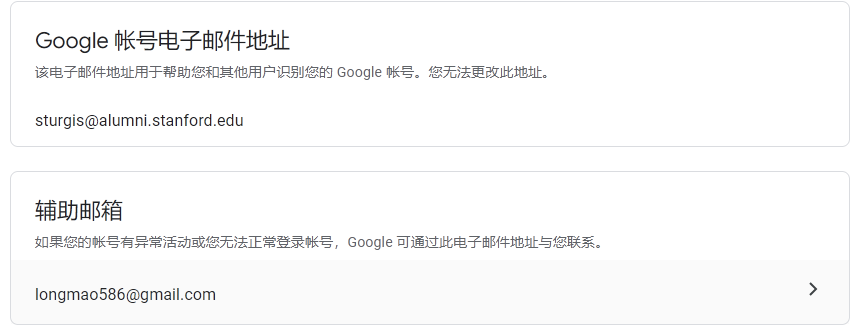 Google 帐号电子邮件地址
该电子邮件地址用于帮助您和其他用户识别您的 Google 帐号。您无法更改此地址。
sturgis@alumni.stanford.edu
辅助邮箱
如果您的帐号有异常活动或您无法正常登录帐号，Google 可通过此电子邮件地址与您联系。
longmao586@gmail.com